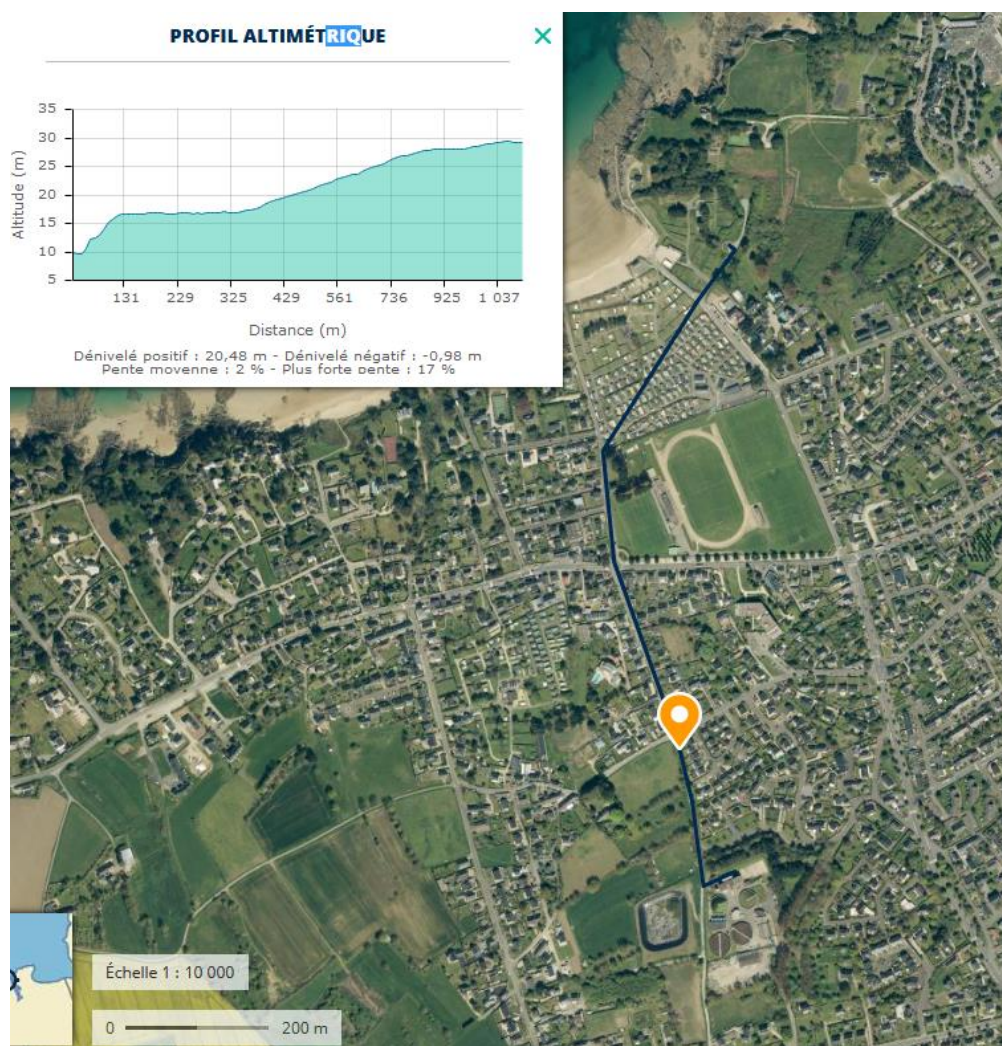 PROFIL ALTIMÉTRIQUE
35
30
25
20
15
10
5
Altitude (m)
131 229 325 429 561 736 925 1 037
Distance (m)
Dénivelé positif : 20,48 m - Dénivelé négatif : -0,98 m
Pente moyenne : 2 % - Plus forte pente : 17 %
Échelle 1 : 10 000
0 200 m